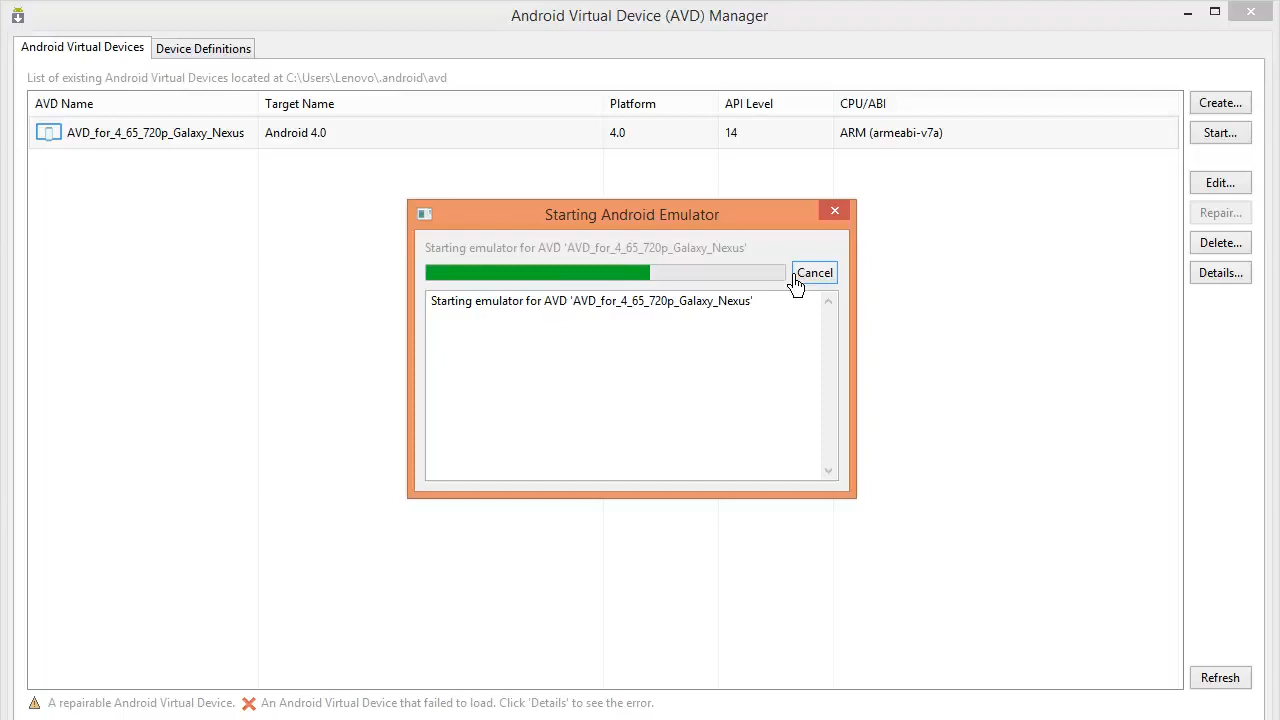 Android Virtual Device (AVD) Manager
Android Virtual Devices
Device Definitions
List of existing Android Virtual Devices located at C:\Users\Lenovo\.android\avd
AVD Name Target Name Platform API Level CPU/ABI
AVD_for_4_65_720p_Galaxy_Nexus Android 4.0 4.0 14 ARM (armeabi-v7a)
Create...
Start...
Edit...
Repair...
Delete...
Details...
Refresh
Starting Android Emulator
Starting emulator for AVD 'AVD_for_4_65_720p_Galaxy_Nexus'
Cancel
Starting emulator for AVD 'AVD_for_4_65_720p_Galaxy_Nexus'
A repairable Android Virtual Device. An Android Virtual Device that failed to load. Click 'Details' to see the error.